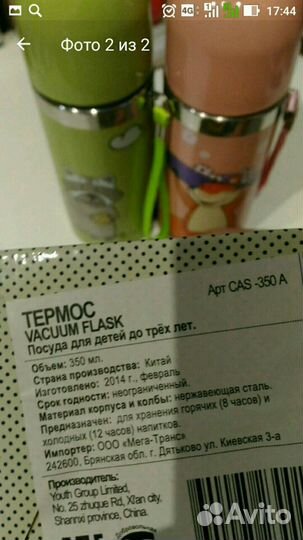 17:44
4G
Фото 2 из 2
Арт CAS -350 А
ТЕРМОС
VACUUM FLASK
Посуда для детей до трёх лет.
Объем: 350 мл.
Страна производства: Китай
Изготовлено: 2014 г., февраль
Срок годности: неограниченный.
Материал корпуса и колбы: нержавеющая сталь.
Предназначен: для хранения горячих (8 часов) и
холодных (12 часов) напитков.
Импортер: ООО «Мега-Транс»
242600, Брянская обл. г. Дятьково ул. Киевская 3-а
Производитель:
Youth Group Limited,
No. 25 zhuque Rd, Xi'an city,
Shanrxi province, China.
Avito